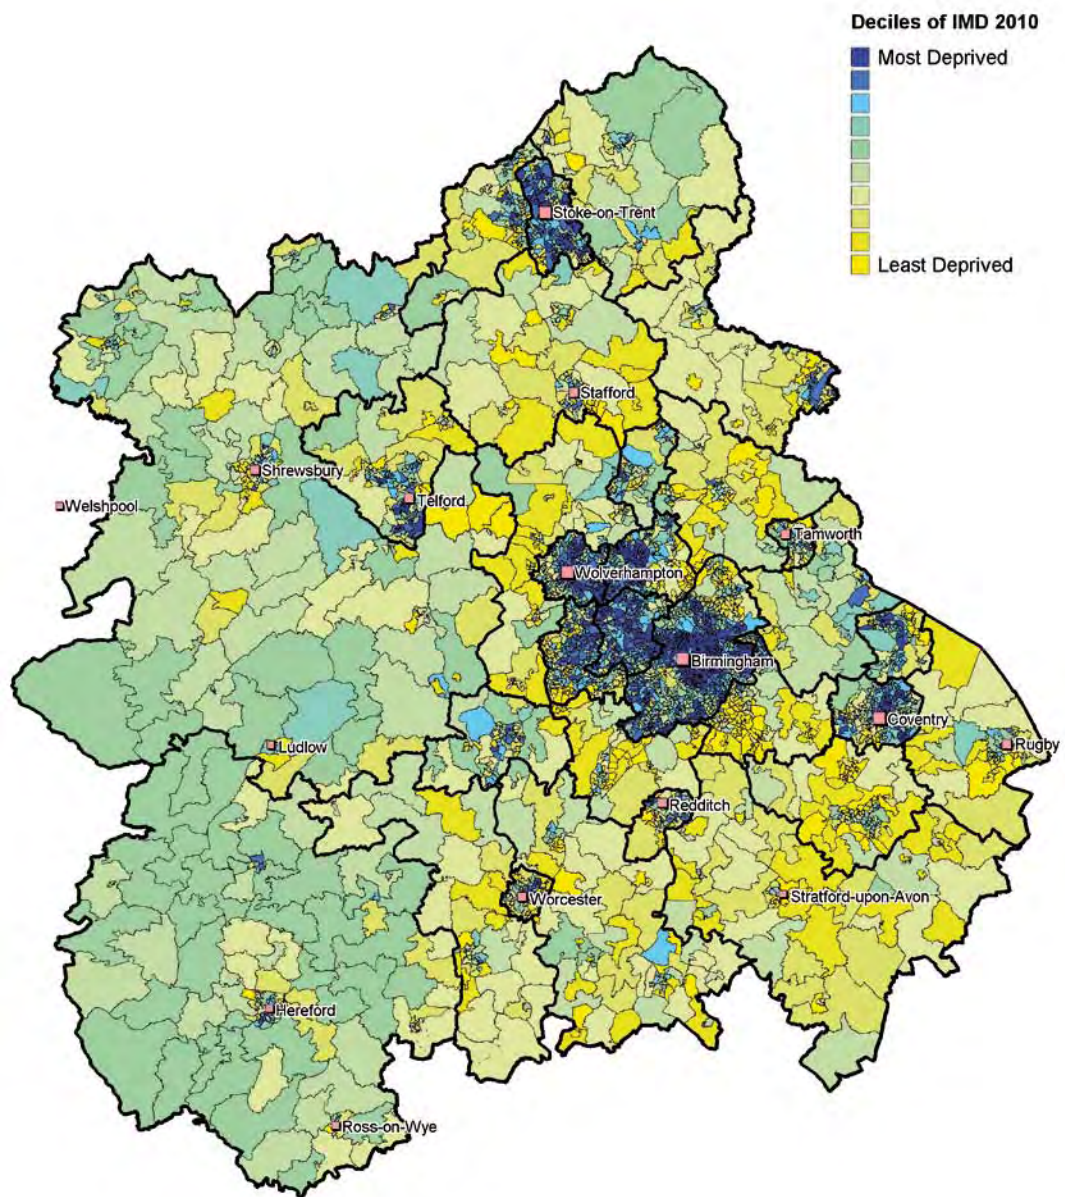 Deciles of IMD 2010
Most Deprived
Least Deprived
Stoke-on-Trent
Stafford
Shrewsbury
Welshpool
Telford
Tamworth
Wolverhampton
Birmingham
Coventry
Rugby
Ludlow
Redditch
Stratford-upon-Avon
Worcester
Hereford
Ross-on-Wye